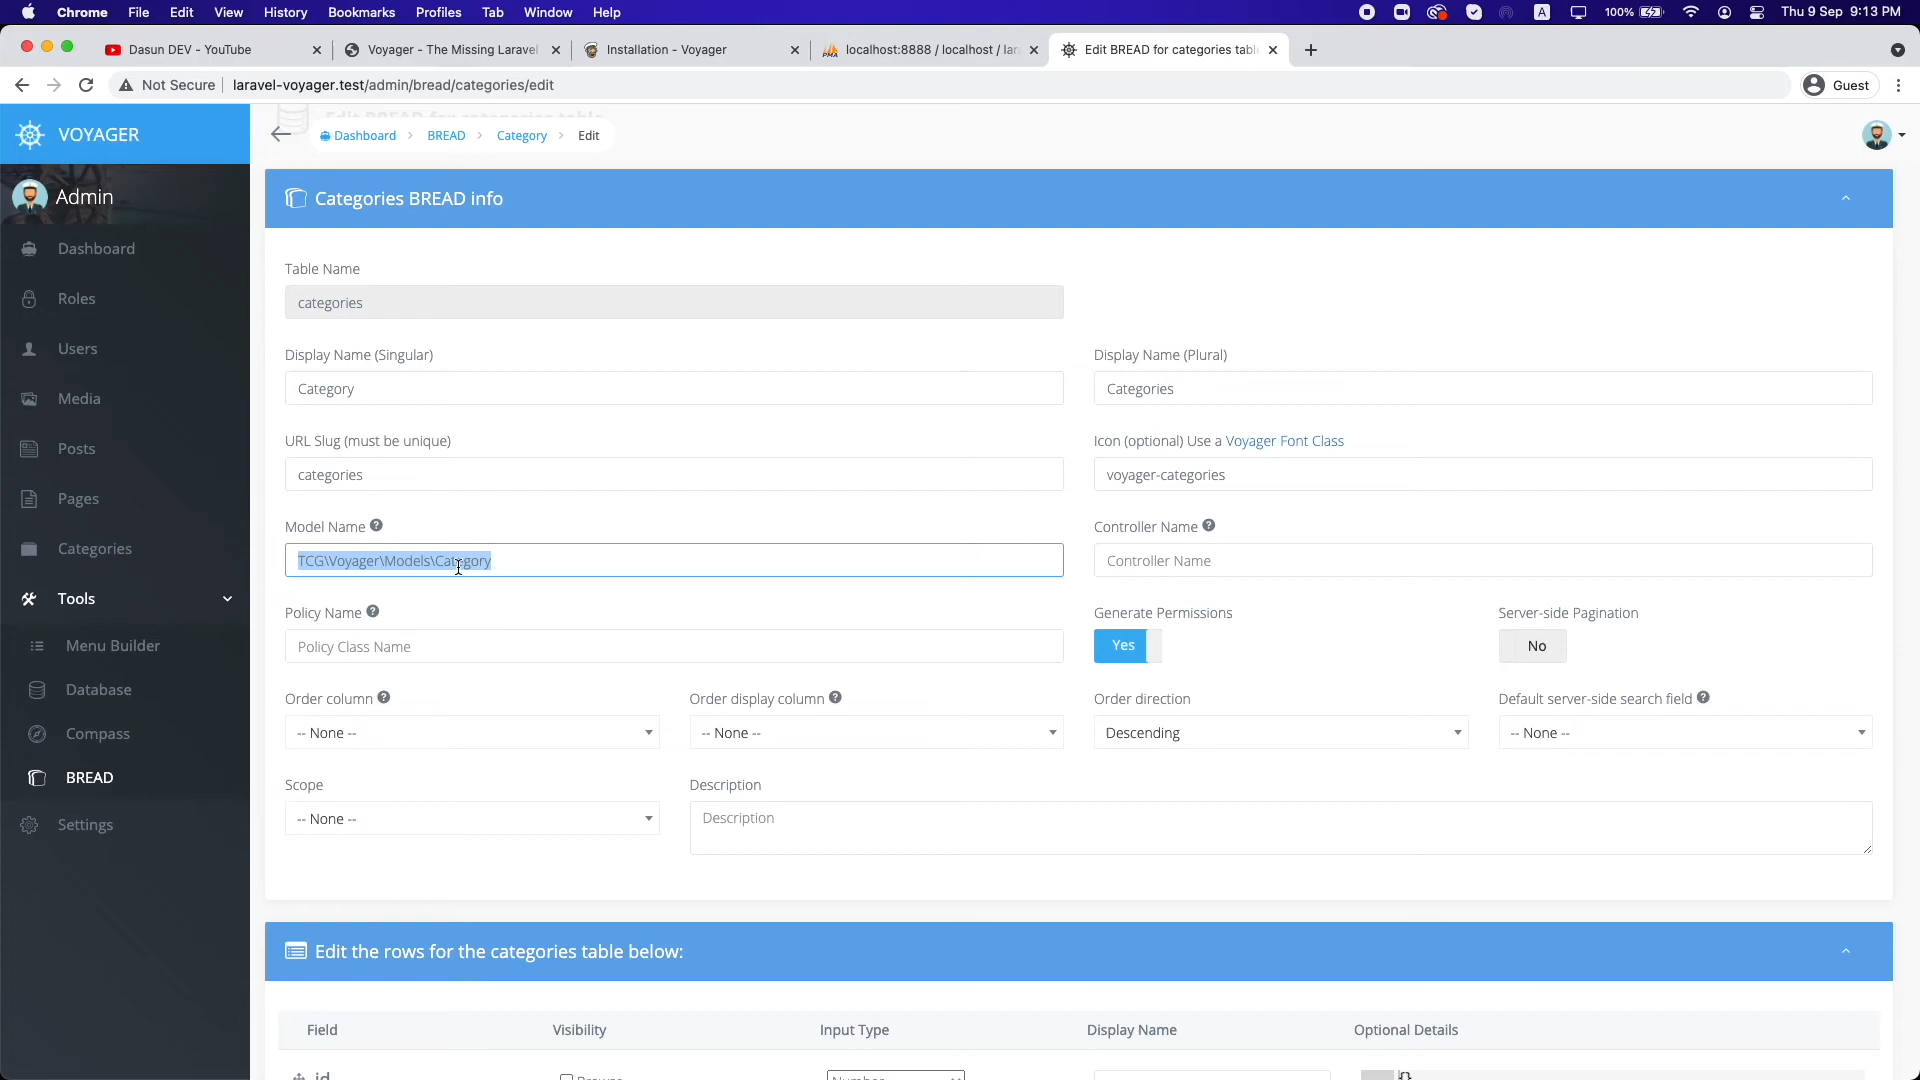 Chrome File Edit View History Bookmarks Profiles Tab Window Help A 100% Thu 9 Sep 9:13 PM
Dasun DEV - YouTube Voyager - The Missing Laravel Installation - Voyager localhost:8888 / localhost / lar Edit BREAD for categories tabl
Not Secure laravel-voyager.test/admin/bread/categories/edit Guest
VOYAGER
Dashboard > BREAD > Category > Edit
Admin
Dashboard
Roles
Users
Media
Posts
Pages
Categories
Tools
Menu Builder
Database
Compass
BREAD
Settings
Categories BREAD info
Table Name
categories
Display Name (Singular) Display Name (Plural)
Category Categories
URL Slug (must be unique) Icon (optional) Use a Voyager Font Class
categories voyager-categories
Model Name Controller Name
TCG\Voyager\Models\Category Controller Name
Policy Name Generate Permissions Server-side Pagination
Policy Class Name Yes No
Order column Order display column Order direction Default server-side search field
-- None -- -- None -- Descending -- None --
Scope Description
-- None -- Description
Edit the rows for the categories table below:
Field Visibility Input Type Display Name Optional Details
id